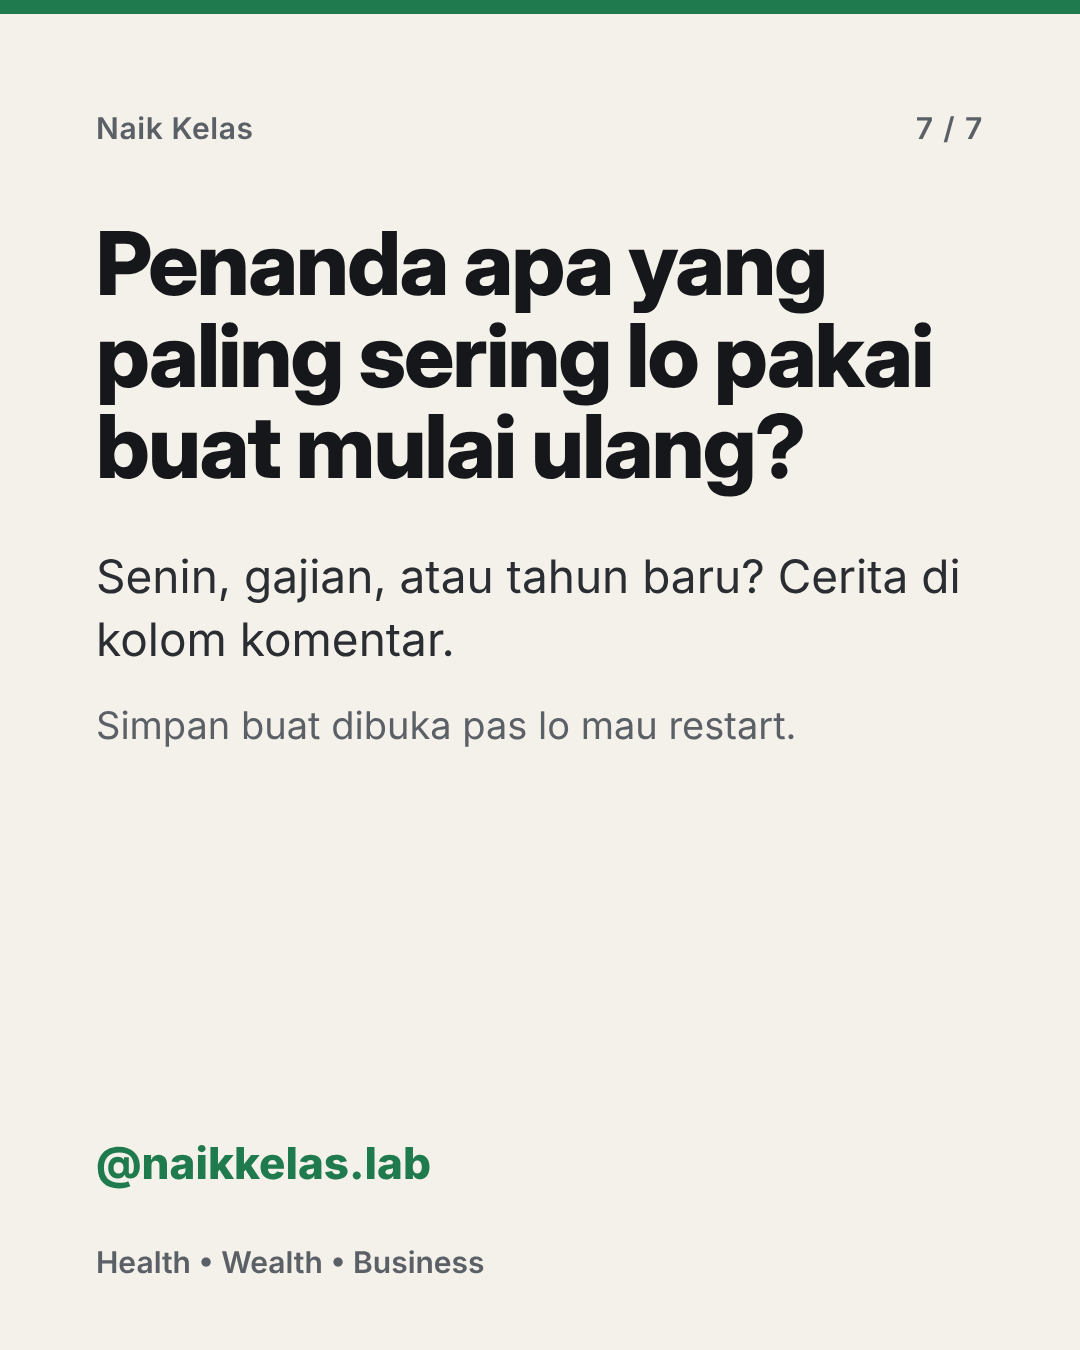 Naik Kelas
7 / 7
Penanda apa yang
paling sering lo pakai
buat mulai ulang?
Senin, gajian, atau tahun baru? Cerita di
kolom komentar.
Simpan buat dibuka pas lo mau restart.
@naikkelas.lab
Health • Wealth • Business